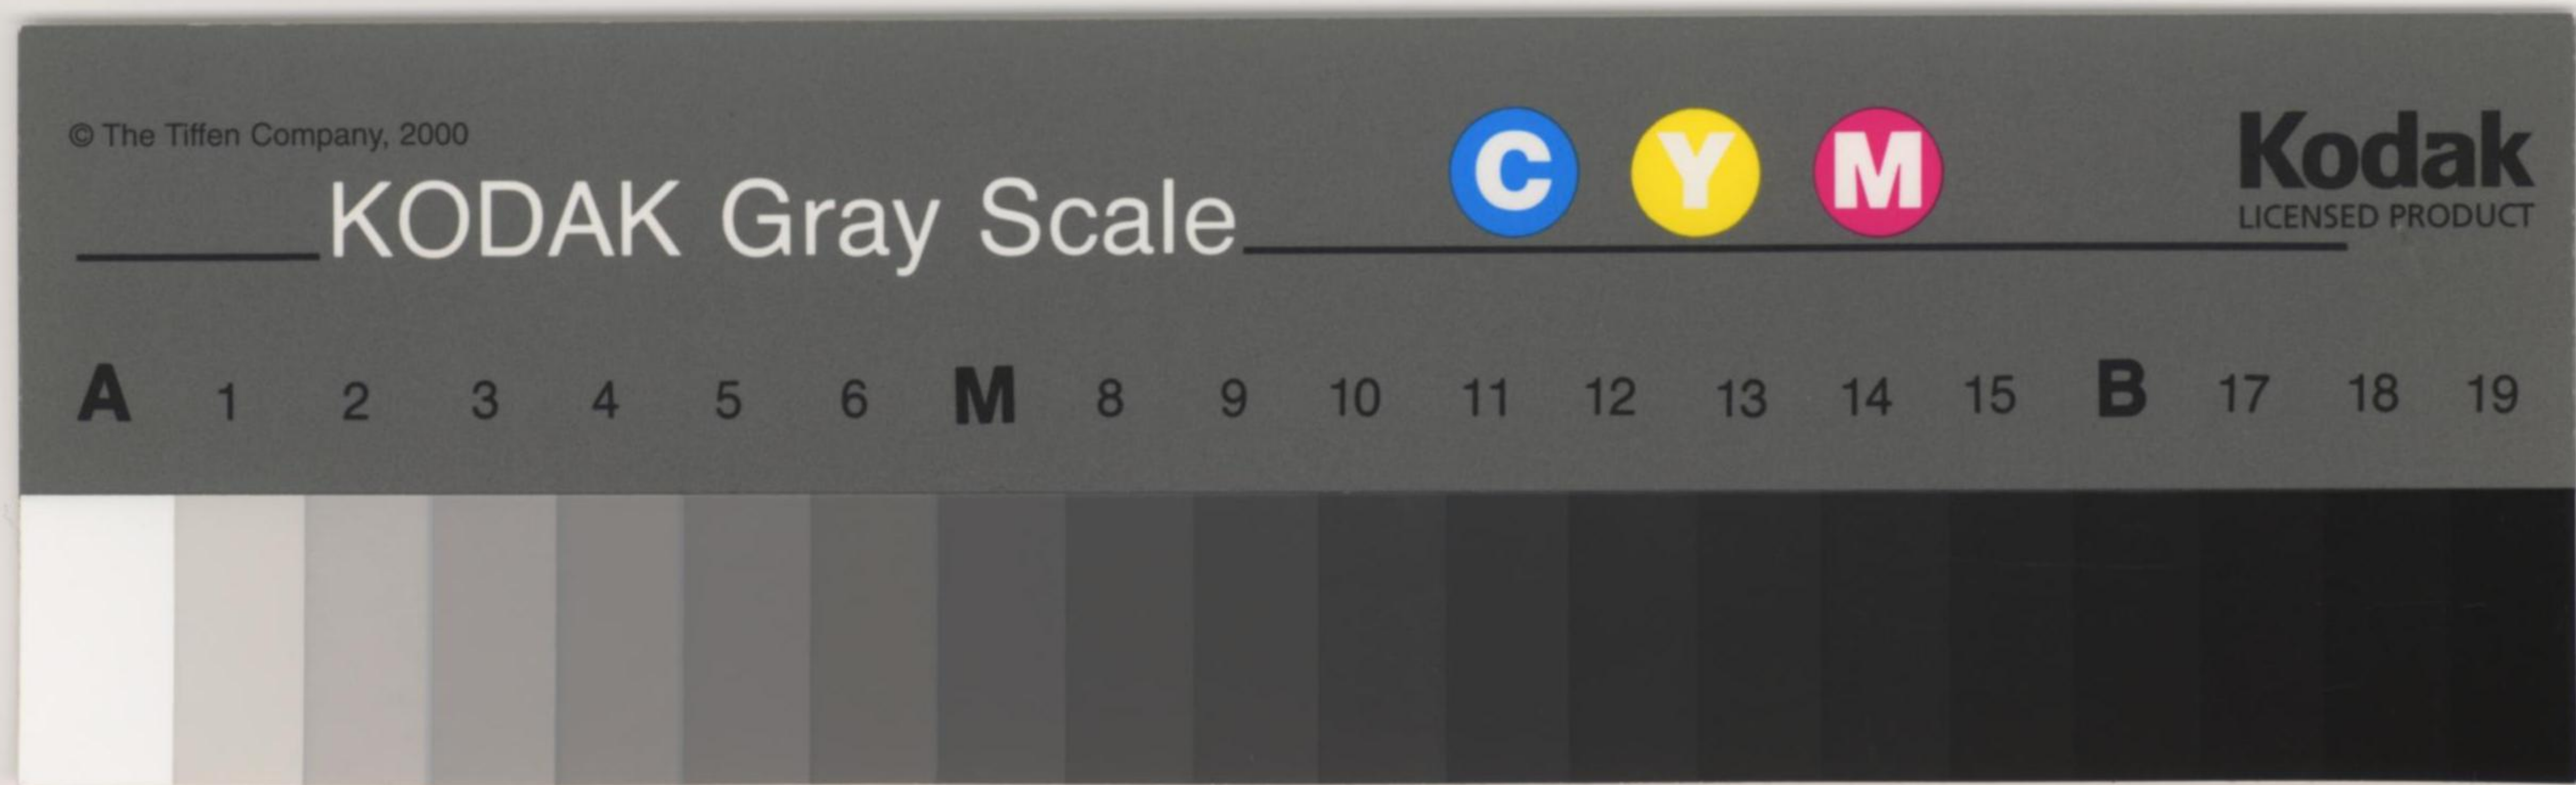 © The Tiffen Company, 2000
KODAK Gray Scale
C Y M
Kodak
LICENSED PRODUCT
A 1 2 3 4 5 6 M 8 9 10 11 12 13 14 15 B 17 18 19